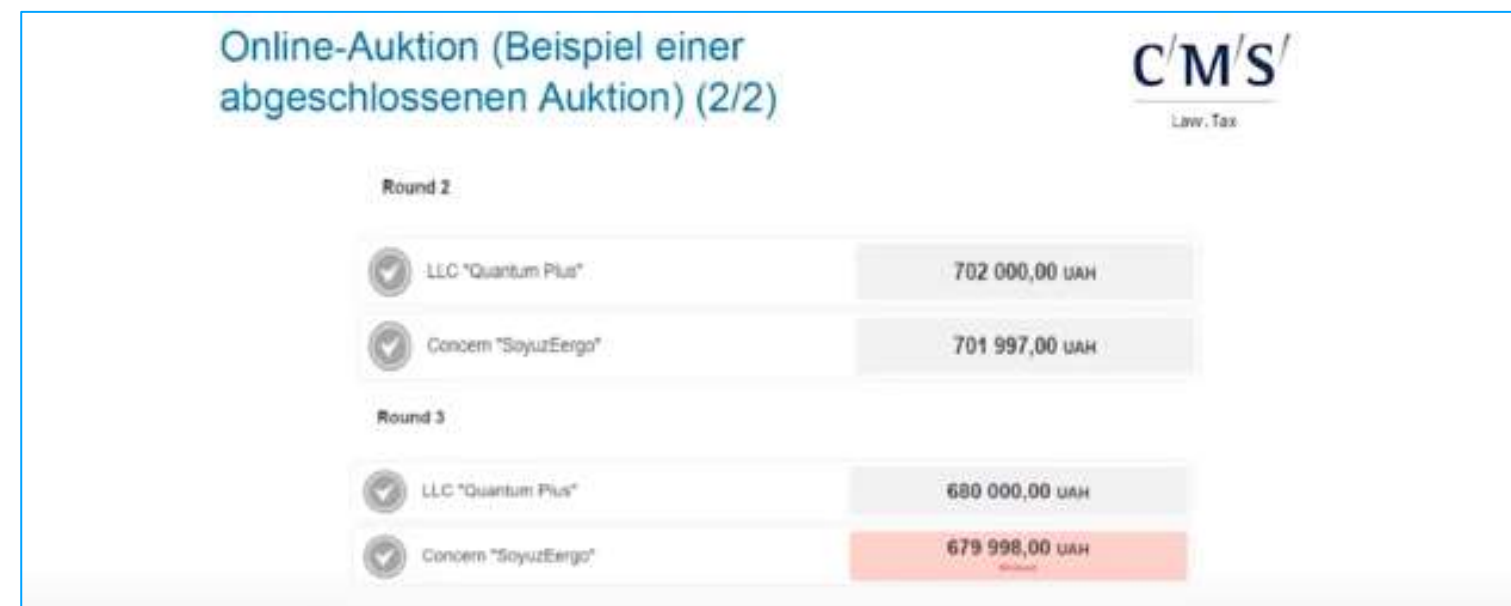 Online-Auktion (Beispiel einer
abgeschlossenen Auktion) (2/2)
C/M/S/
Law.Tax
Round 2
LLC "Quantum Plus"
702 000,00 UAH
Concern "SoyuzEergo"
701 997,00 UAH
Round 3
LLC "Quantum Plus"
680 000,00 UAH
Concern "SoyuzEergo"
679 998,00 UAH